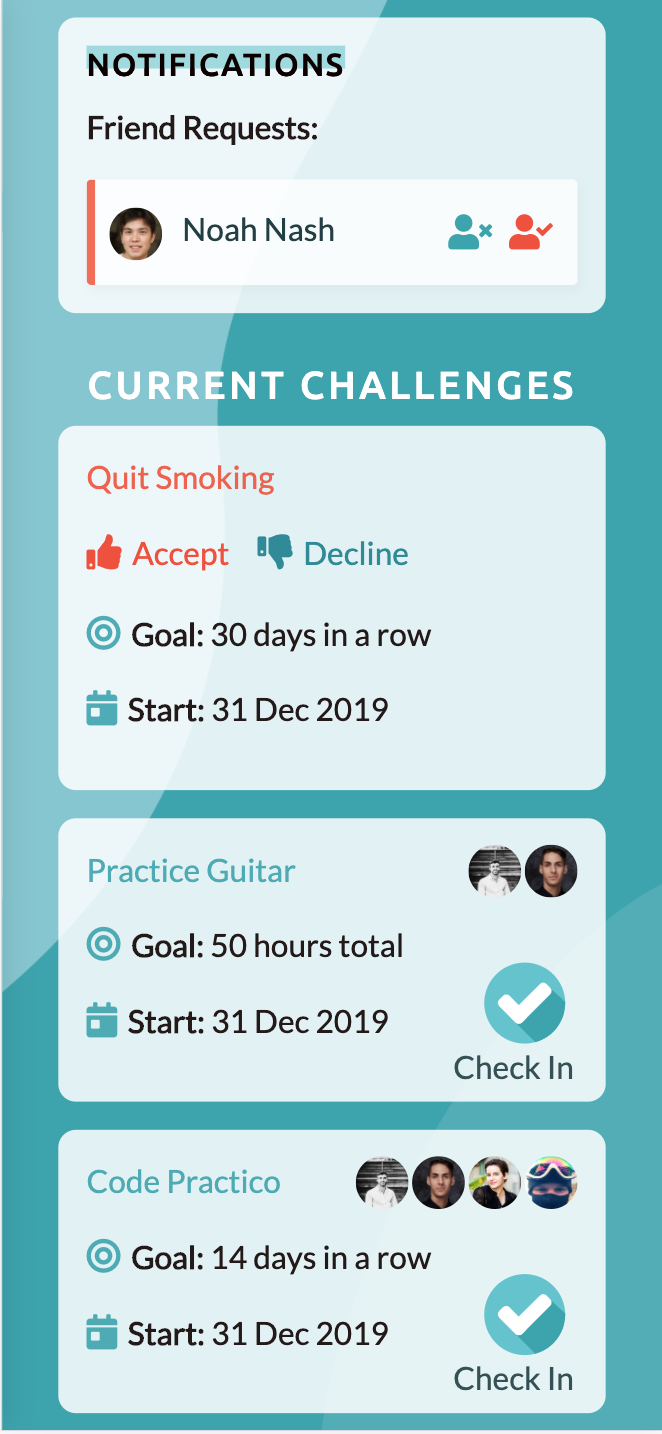 NOTIFICATIONS
Friend Requests:
Noah Nash
CURRENT CHALLENGES
Quit Smoking
Accept Decline
Goal: 30 days in a row
Start: 31 Dec 2019
Practice Guitar
Goal: 50 hours total
Start: 31 Dec 2019
Check In
Code Practico
Goal: 14 days in a row
Start: 31 Dec 2019
Check In